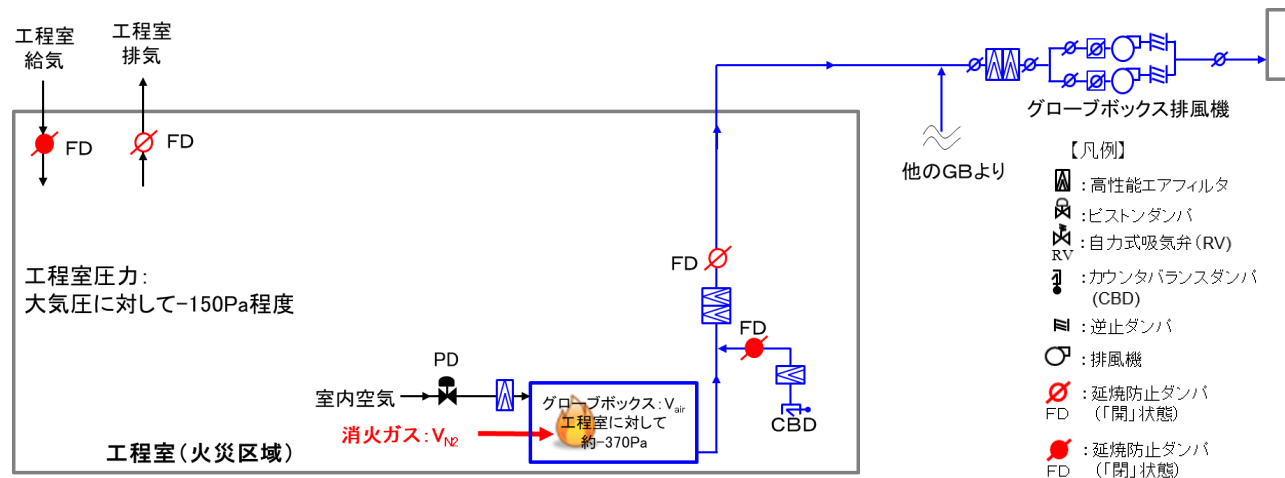 工程室
給気
工程室
排気
FD
FD
工程室圧力：
大気圧に対して-150Pa程度
FD
FD
PD
室内空気
消火ガス：VN2
グローブボックス：Vair
工程室に対して
約-370Pa
CBD
工程室（火災区域）
他のGBより
グローブボックス排風機
【凡例】
：高性能エアフィルタ
：ピストンダンパ
：自力式吸気弁（RV）
RV
：カウンタバランスダンパ
(CBD)
：逆止ダンパ
：排風機
：延焼防止ダンパ
FD （「開」状態）
：延焼防止ダンパ
FD （「閉」状態）